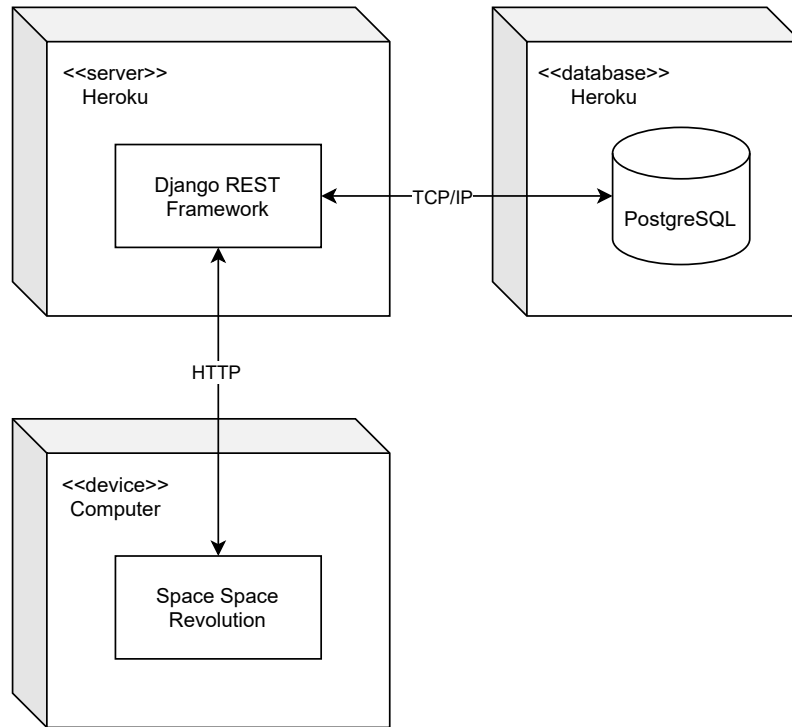 <<server>>
Heroku
Django REST
Framework
TCP/IP
<<database>>
Heroku
PostgreSQL
HTTP
<<device>>
Computer
Space Space
Revolution